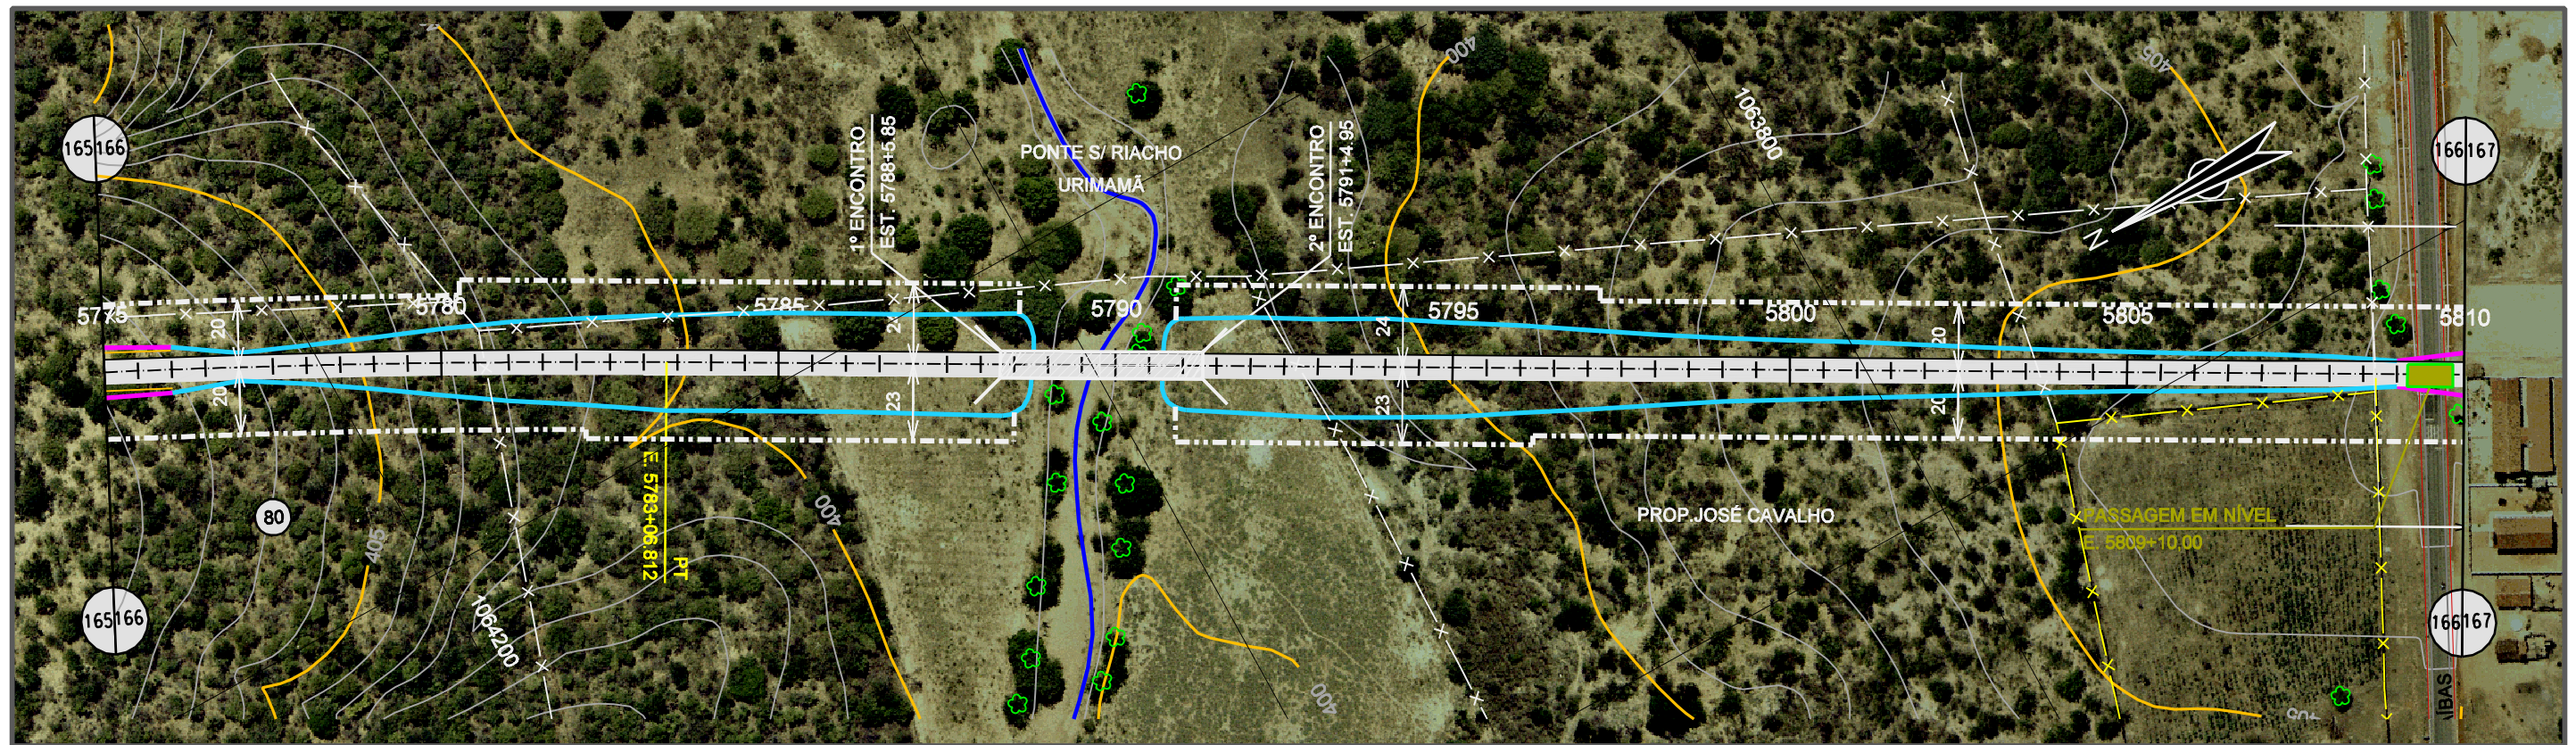 165 166
166 167
400
405
1063800
1º ENCONTRO
EST. 5788+5.85
PONTE S/ RIACHO
URIMAMÃ
2º ENCONTRO
EST. 5791+4.95
N
5775
5780
5785
5790
5795
5800
5805
5810
20
24
20
20
23
23
20
E. 5783+06.812
PT
80
405
400
1064200
PROP.JOSÉ CAVALHO
PASSAGEM EM NÍVEL
E. 5809+10,00
165 166
166 167
400